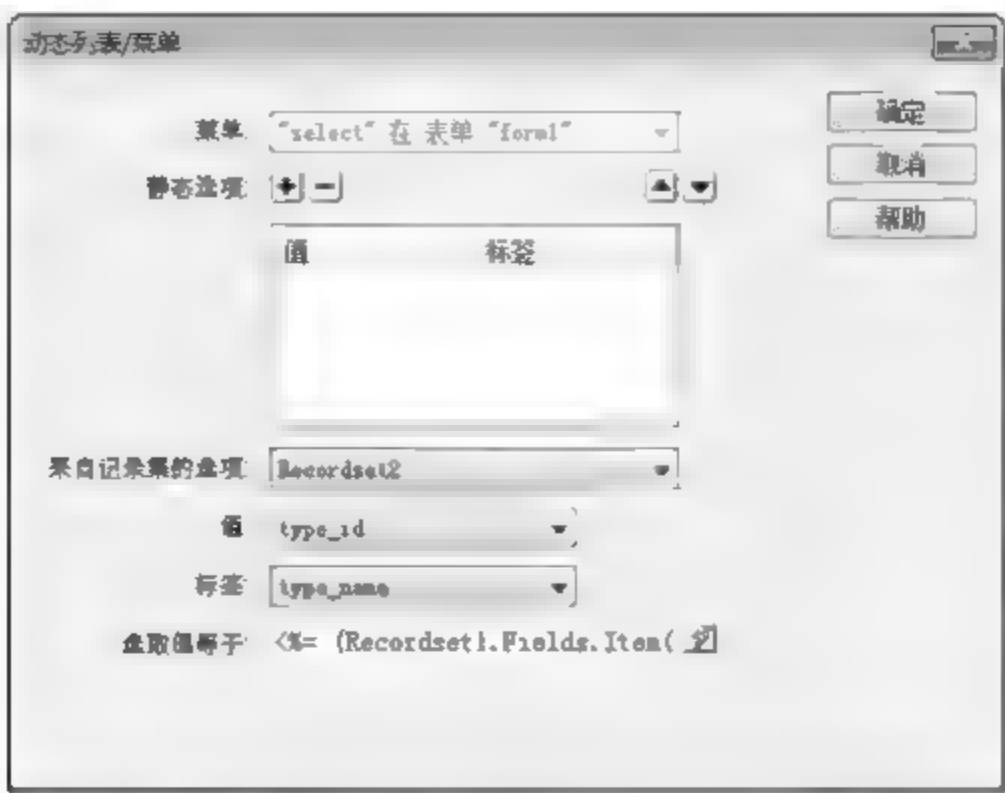 动态列表/菜单
菜单: "select" 在 表单 "form1"
确定
静态选项: + -
取消
值 标签
帮助
来自记录集的选项: Recordset2
值: type_id
标签: type_name
选取值等于: <%= (Recordset1.Fields.Item(